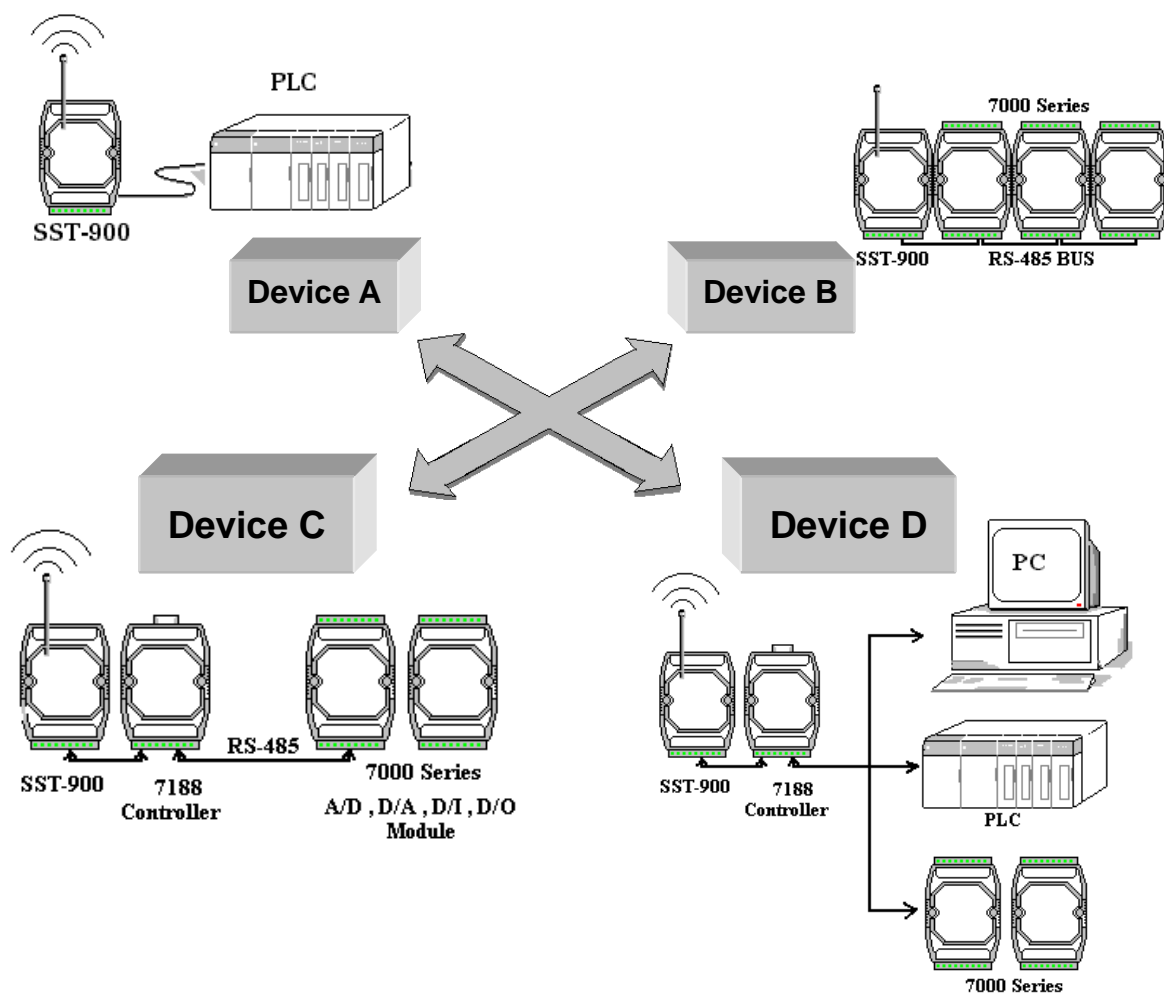 PLC
SST-900
7000 Series
SST-900
RS-485 BUS
Device A
Device B
Device C
Device D
SST-900
7188
Controller
RS-485
7000 Series
A/D , D/A , D/I , D/O
Module
PC
SST-900
7188
Controller
PLC
7000 Series